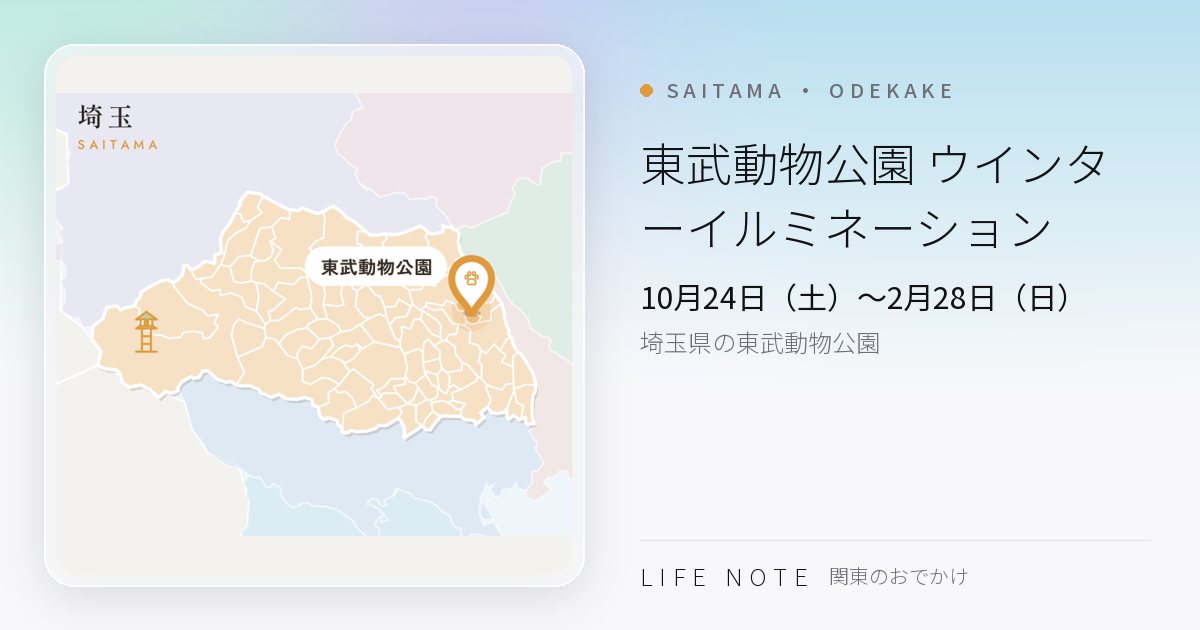 埼玉
SAITAMA
東武動物公園
SAITAMA • ODEKAKE
東武動物公園 ウインタ
ーイルミネーション
10月24日（土）〜2月28日（日）
埼玉県の東武動物公園
LIFE NOTE 関東のおでかけ